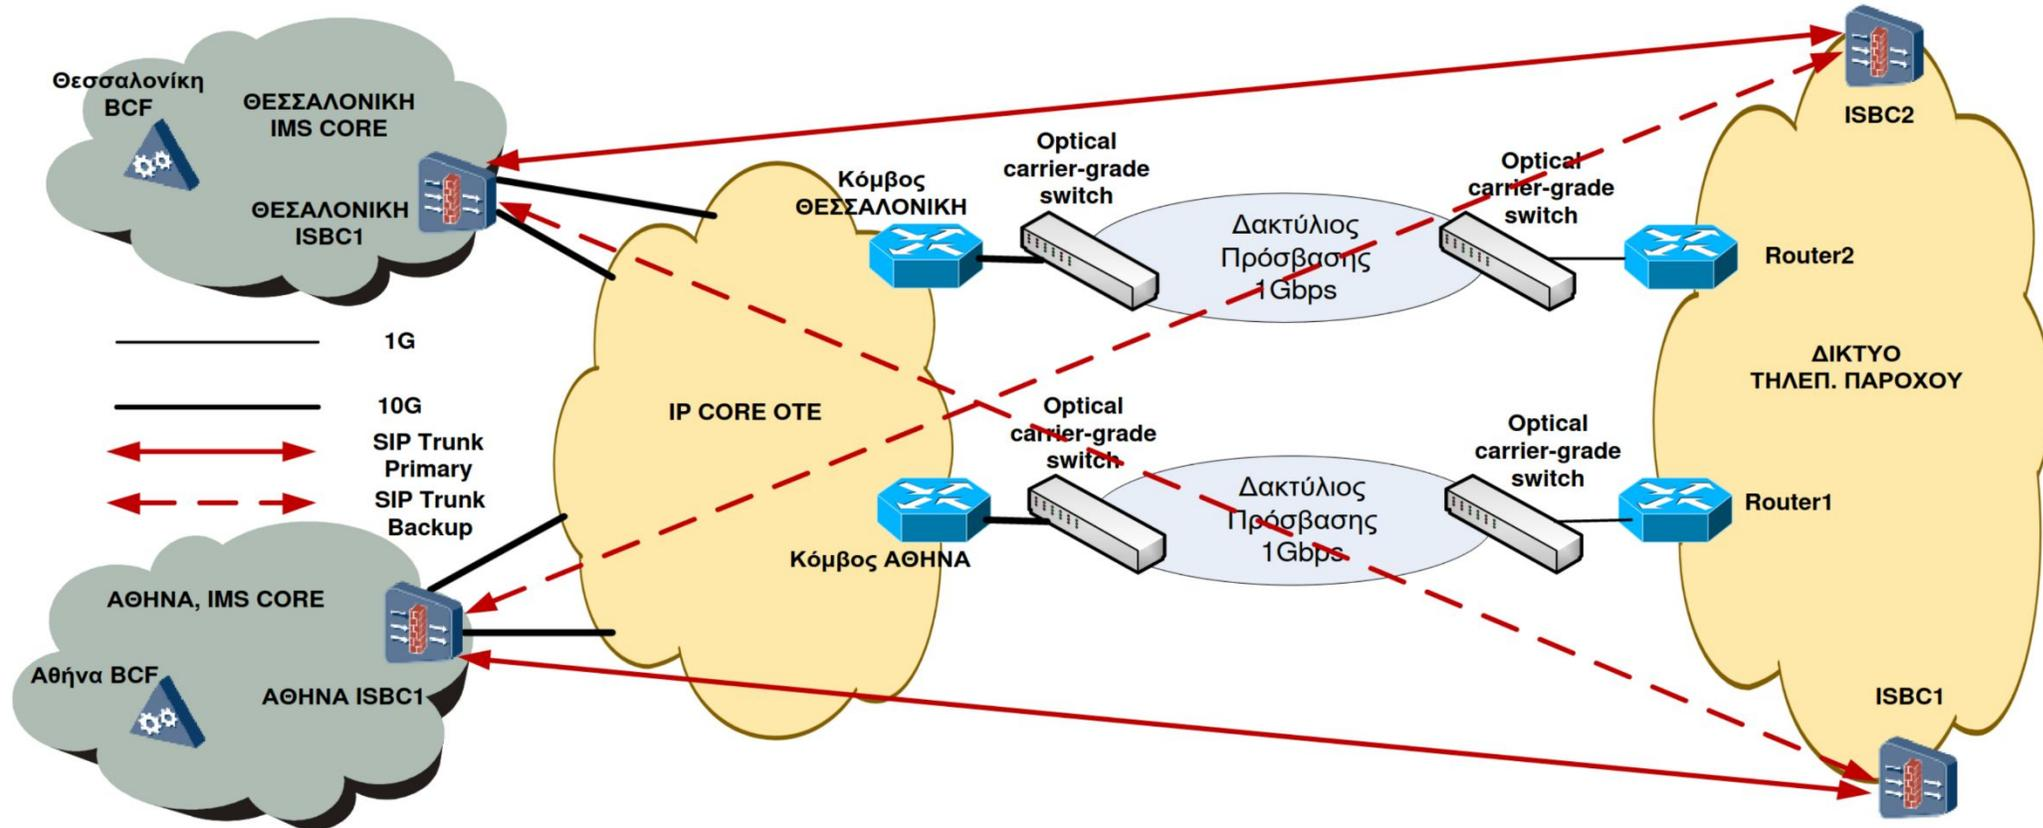 Θεσσαλονίκη
BCF
ΘΕΣΣΑΛΟΝΙΚΗ
IMS CORE
ΘΕΣΑΛΟΝΙΚΗ
ISBC1
1G
10G
SIP Trunk
Primary
SIP Trunk
Backup
ΑΘΗΝΑ, IMS CORE
Αθήνα BCF
ΑΘΗΝΑ ISBC1
IP CORE ΟΤΕ
Κόμβος
ΘΕΣΣΑΛΟΝΙΚΗ
Optical
carrier-grade
switch
Δακτύλιος
Πρόσβασης
1Gbps
Optical
carrier-grade
switch
Router2
ISBC2
Κόμβος ΑΘΗΝΑ
Optical
carrier-grade
switch
Δακτύλιος
Πρόσβασης
1Gbps
Optical
carrier-grade
switch
Router1
ΔΙΚΤΥΟ
ΤΗΛΕΠ. ΠΑΡΟΧΟΥ
ISBC1